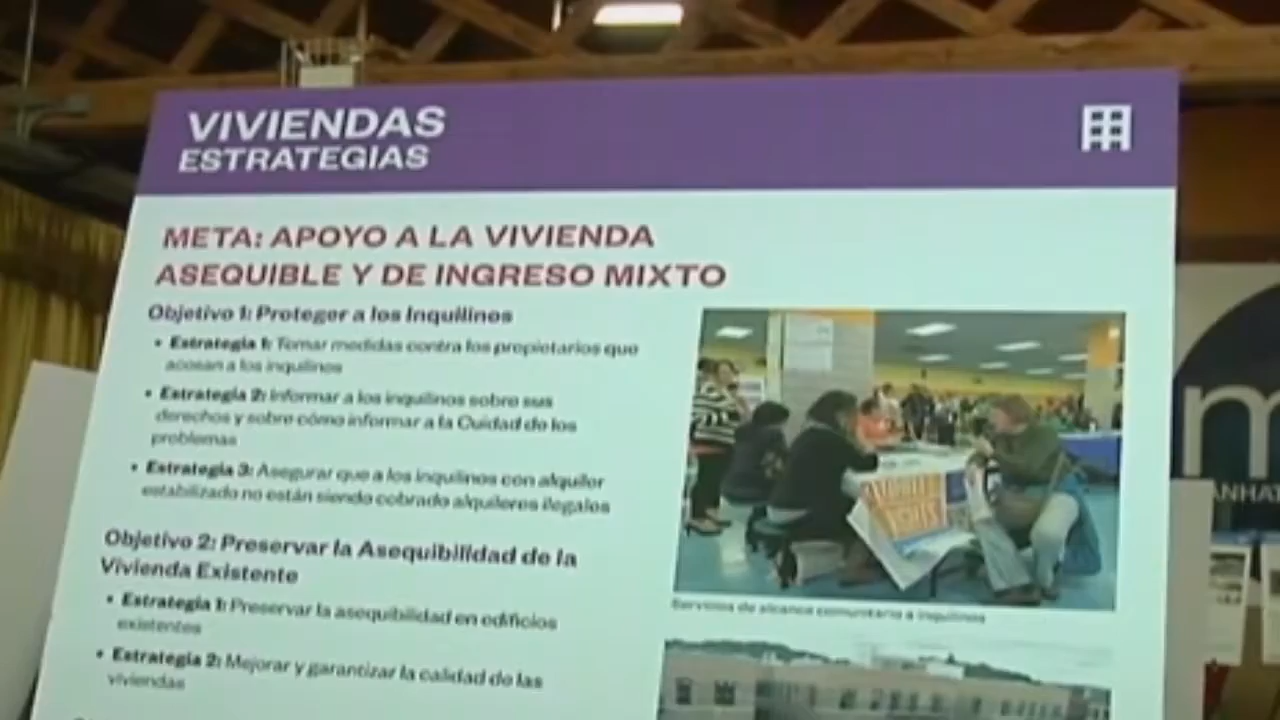 VIVIENDAS
ESTRATEGIAS
META: APOYO A LA VIVIENDA
ASEQUIBLE Y DE INGRESO MIXTO
Objetivo 1: Proteger a los Inquilinos
• Estrategia 1: Tomar medidas contra los propietarios que
acosan a los inquilinos
• Estrategia 2: Informar a los inquilinos sobre sus
derechos y sobre cómo informar a la Cuidad de los
problemas
• Estrategia 3: Asegurar que a los inquilinos con alquiler
estabilizado no están siendo cobrado alquileres ilegales
Objetivo 2: Preservar la Asequibilidad de la
Vivienda Existente
• Estrategia 1: Preservar la asequibilidad en edificios
existentes
• Estrategia 2: Mejorar y garantizar la calidad de las
viviendas
Servicios de alcance comunitario a inquilinos
m
ANHAT